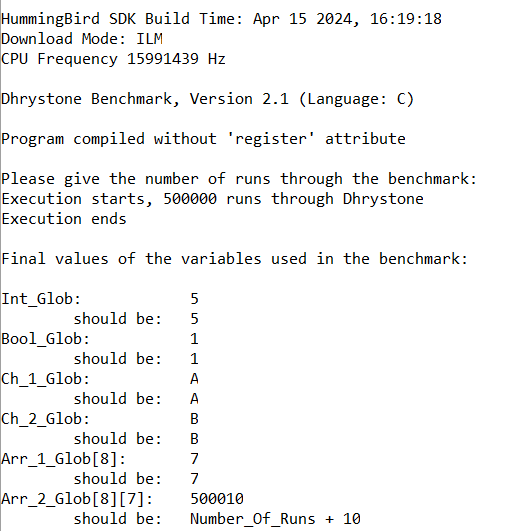 HummingBird SDK Build Time: Apr 15 2024, 16:19:18
Download Mode: ILM
CPU Frequency 15991439 Hz
Dhrystone Benchmark, Version 2.1 (Language: C)
Program compiled without 'register' attribute
Please give the number of runs through the benchmark:
Execution starts, 500000 runs through Dhrystone
Execution ends
Final values of the variables used in the benchmark:
Int_Glob:            5
        should be:   5
Bool_Glob:           1
        should be:   1
Ch_1_Glob:           A
        should be:   A
Ch_2_Glob:           B
        should be:   B
Arr_1_Glob[8]:       7
        should be:   7
Arr_2_Glob[8][7]:    500010
        should be:   Number_Of_Runs + 10